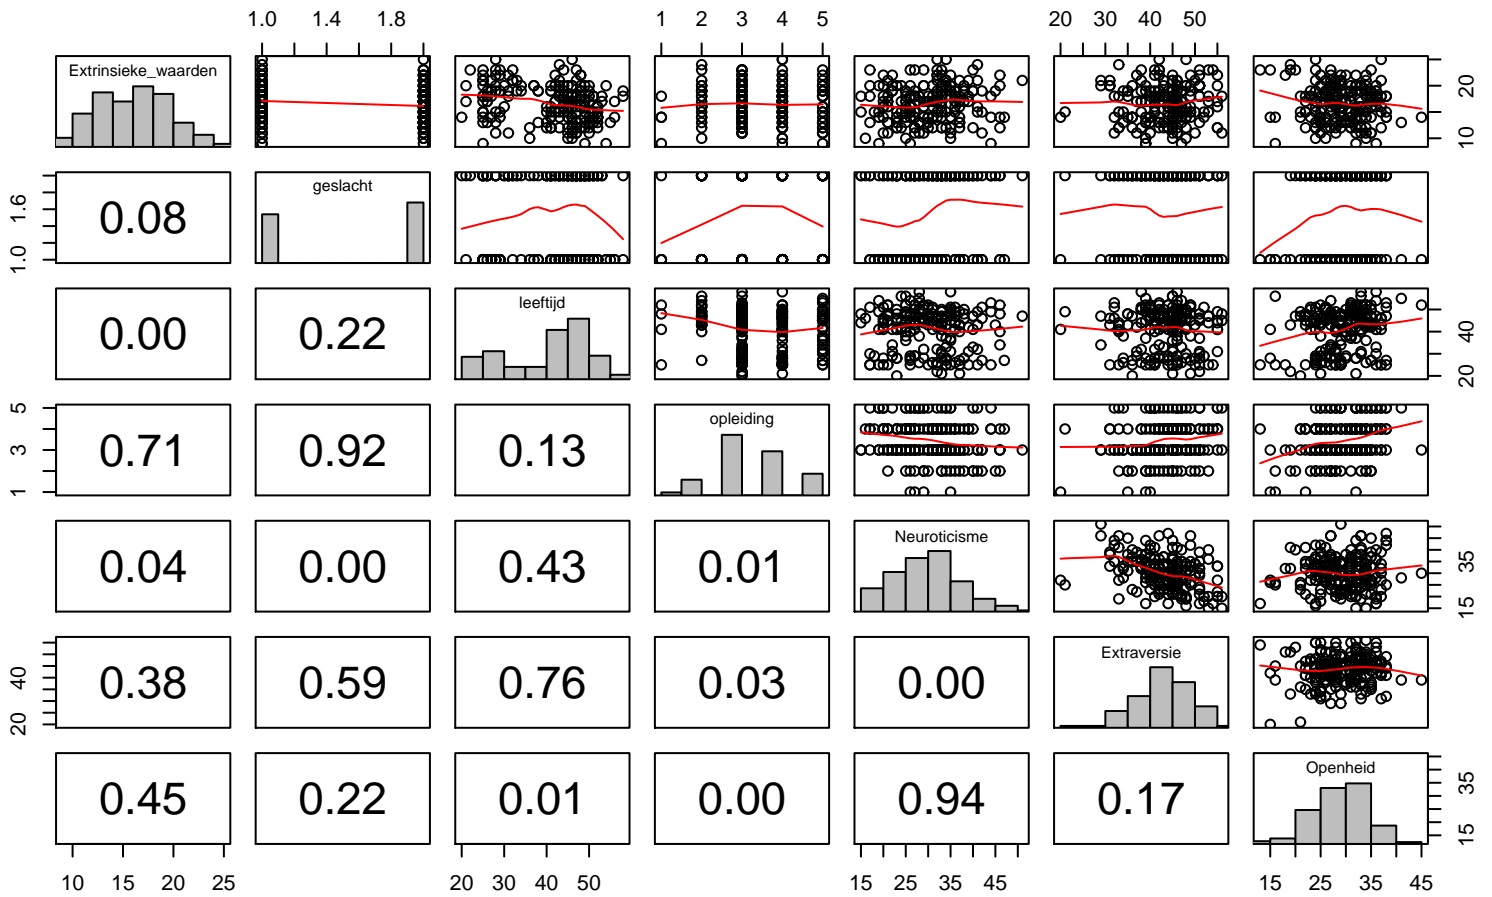 1.0 1.4 1.8 1 2 3 4 5 20 30 40 50
Extrinsieke_waarden
10 20
1.0 1.6
0.08
geslacht
0.00 0.22
leeftijd
20 40
1 3 5
0.71 0.92 0.13
opleiding
0.04 0.00 0.43 0.01
Neuroticisme
15 35
20 40
0.38 0.59 0.76 0.03 0.00
Extraversie
0.45 0.22 0.01 0.00 0.94 0.17
Openheid
15 35
10 15 20 25 20 30 40 50 15 25 35 45 15 25 35 45